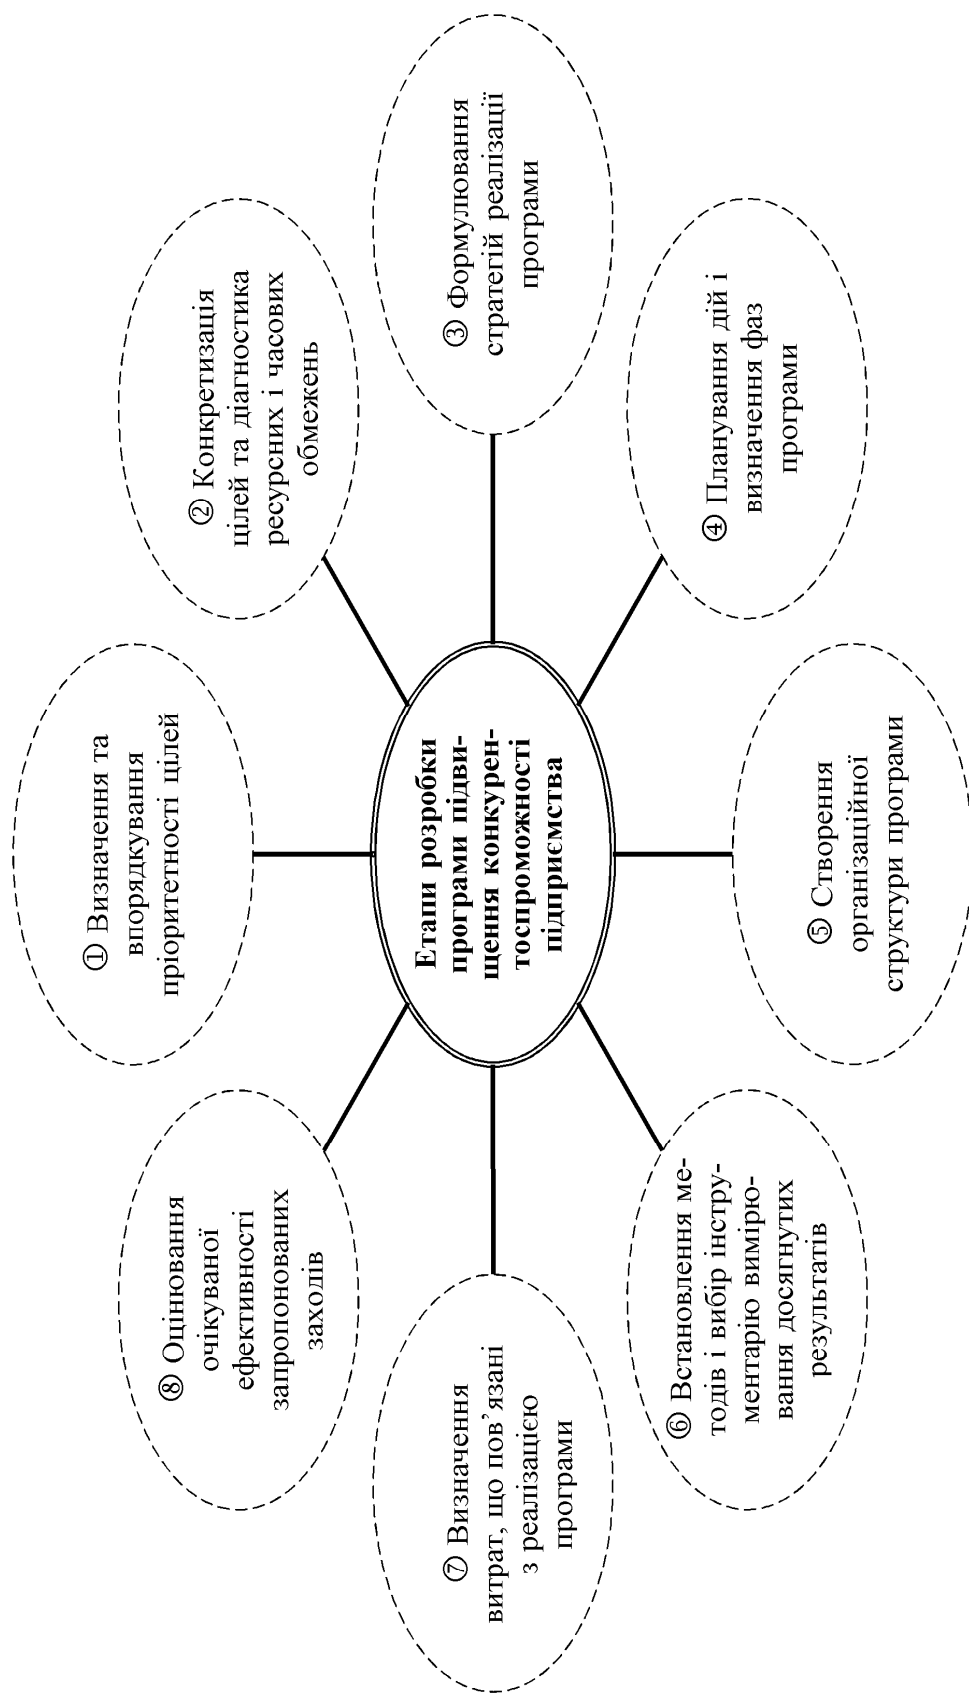 Етапи розробки
програми підви-
щення конкурен-
тоспроможності
підприємства
① Визначення та
впорядкування
пріоритетності цілей
② Конкретизація
цілей та діагностика
ресурсних і часових
обмежень
③ Формулювання
стратегій реалізації
програми
④ Планування дій і
визначення фаз
програми
⑤ Створення
організаційної
структури програми
⑥ Встановлення ме-
тодів і вибір інстру-
ментарію вимірю-
вання досягнутих
результатів
⑦ Визначення
витрат, що пов’язані
з реалізацією
програми
⑧ Оцінювання
очікуваної
ефективності
запропонованих
заходів